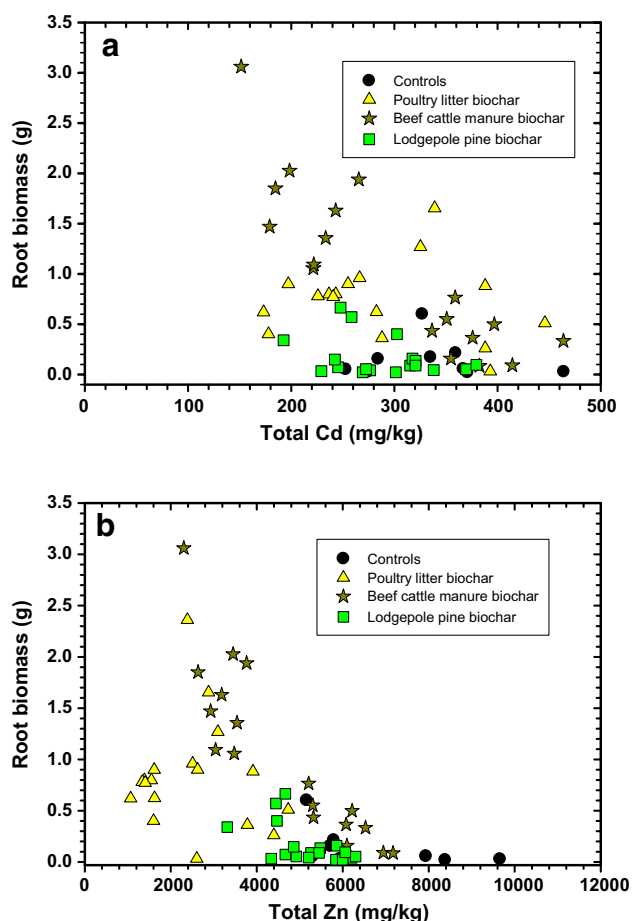 a
Controls
Poultry litter biochar
Beef cattle manure biochar
Lodgepole pine biochar
Root biomass (g)
3.5
3.0
2.5
2.0
1.5
1.0
0.5
0.0
0 100 200 300 400 500
Total Cd (mg/kg)
b
Controls
Poultry litter biochar
Beef cattle manure biochar
Lodgepole pine biochar
Root biomass (g)
3.5
3.0
2.5
2.0
1.5
1.0
0.5
0.0
0 2000 4000 6000 8000 10000 12000
Total Zn (mg/kg)